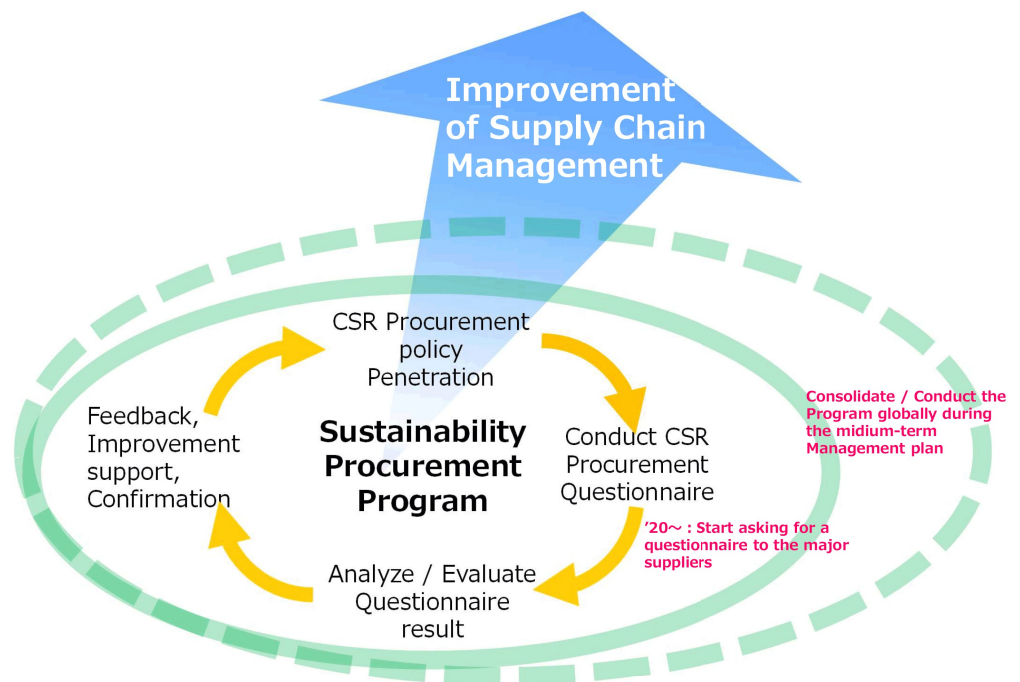 Improvement
of Supply Chain
Management
CSR Procurement
policy
Penetration
Feedback,
Improvement
support,
Confirmation
Sustainability
Procurement
Program
Conduct CSR
Procurement
Questionnaire
Consolidate / Conduct the
Program globally during
the midium-term
Management plan
'20～ : Start asking for a
questionnaire to the major
suppliers
Analyze / Evaluate
Questionnaire
result